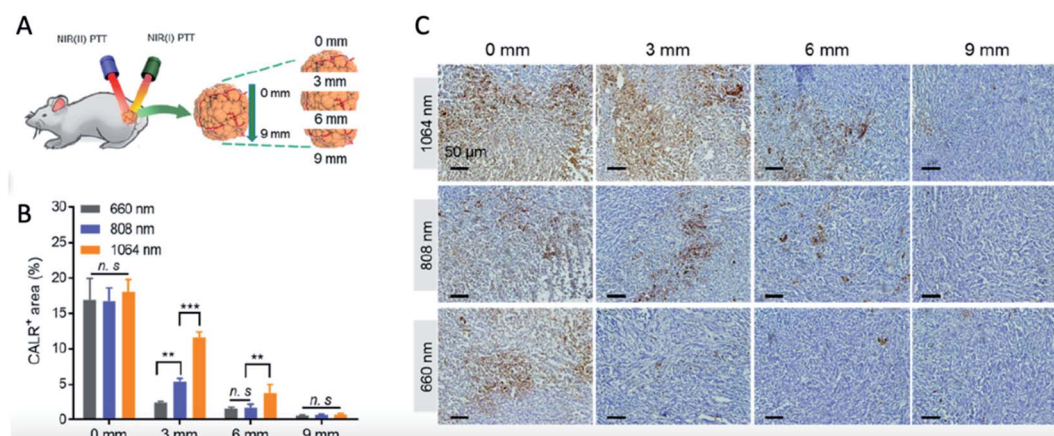 A
NIR(II) PTT
NIR(I) PTT
0 mm
0 mm
3 mm
6 mm
9 mm
9 mm
B
660 nm
808 nm
1064 nm
CALR+ area (%)
30
25
20
15
10
5
0
n. s
**
***
n. s
**
n. s
0 mm
3 mm
6 mm
9 mm
C
0 mm
3 mm
6 mm
9 mm
1064 nm
50 µm
808 nm
660 nm